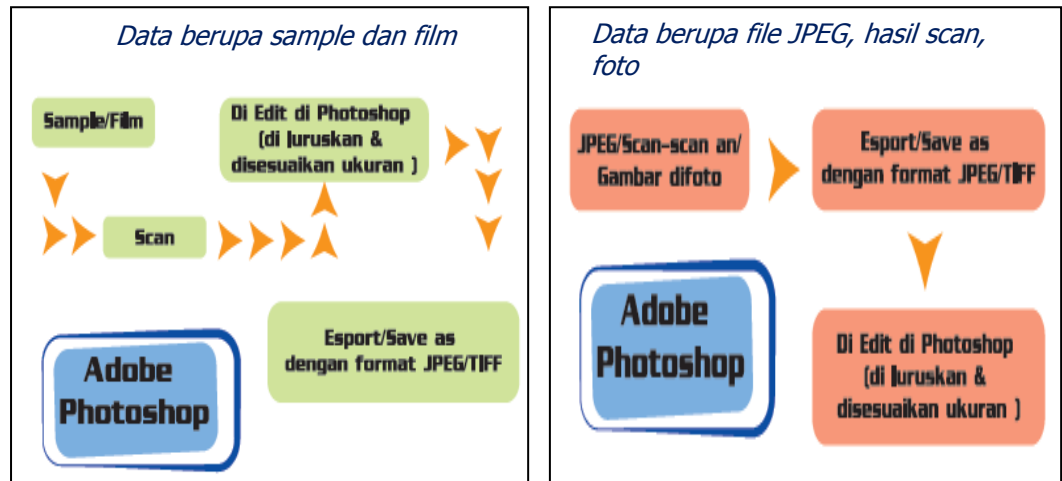 Data berupa sample dan film
Sample/Film
Di Edit di Photoshop
(di luruskan &
disesuaikan ukuran )
Scan
Esport/Save as
dengan format JPEG/TIFF
Adobe
Photoshop
Data berupa file JPEG, hasil scan,
foto
JPEG/Scan-scan an/
Gambar difoto
Esport/Save as
dengan format JPEG/TIFF
Adobe
Photoshop
Di Edit di Photoshop
(di luruskan &
disesuaikan ukuran )